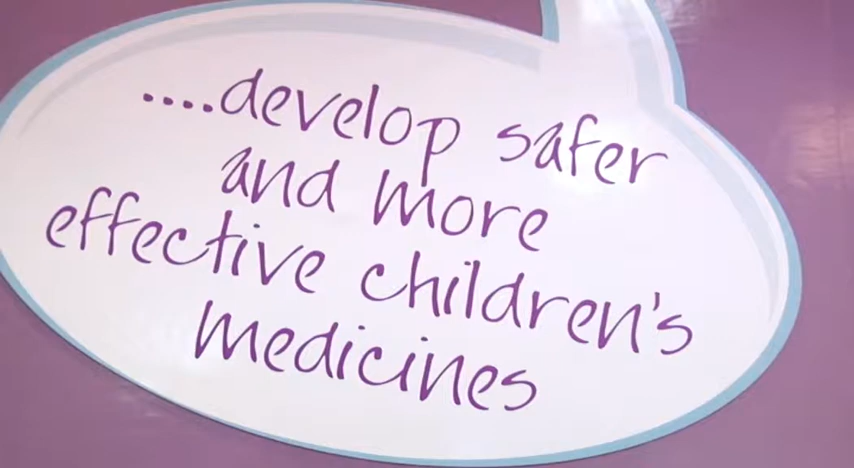 ....develop safer
and more
effective children's
medicines